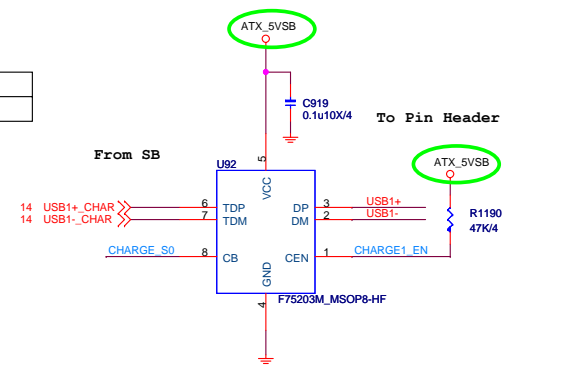 ATX_5VSB
C919
0.1u10X/4
To Pin Header
From SB
ATX_5VSB
U92
5
VCC
14 USB1+_CHAR
6
TDP
DP
3
USB1+
14 USB1-_CHAR
7
TDM
DM
2
USB1-
R1190
47K/4
CHARGE_S0
8
CB
CEN
1
CHARGE1_EN
GND
4
F75203M_MSOP8-HF